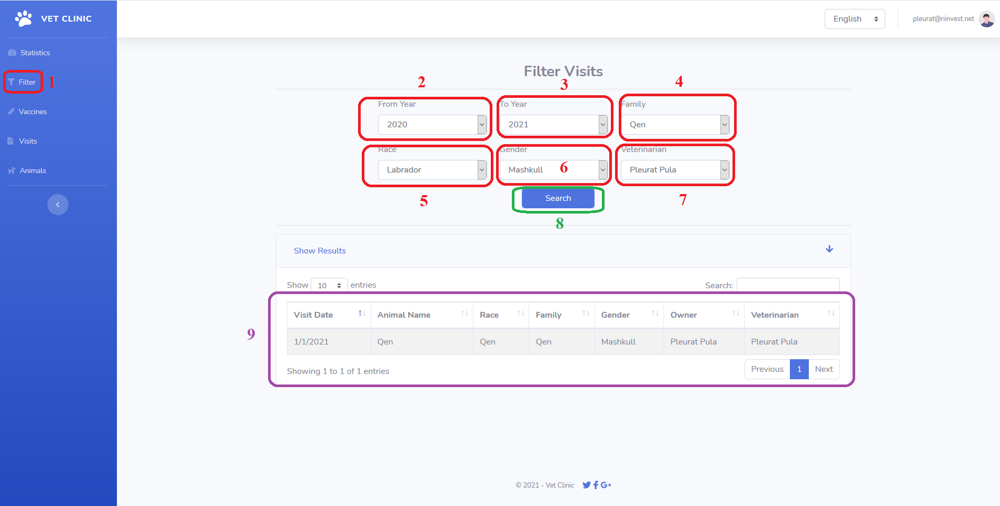 VET CLINIC
English
pleurat@riinvest.net
Statistics
Filter 1
Vaccines
Visits
Animals
Filter Visits
2 3 4
From Year To Year Family
2020 2021 Qen
Race Gender Veterinarian
Labrador Mashkull 6 Pleurat Pula
5 Search 7
8
Show Results
Show 10 entries Search:
Visit Date Animal Name Race Family Gender Owner Veterinarian
9
1/1/2021 Qen Qen Qen Mashkull Pleurat Pula Pleurat Pula
Showing 1 to 1 of 1 entries Previous 1 Next
© 2021 - Vet Clinic